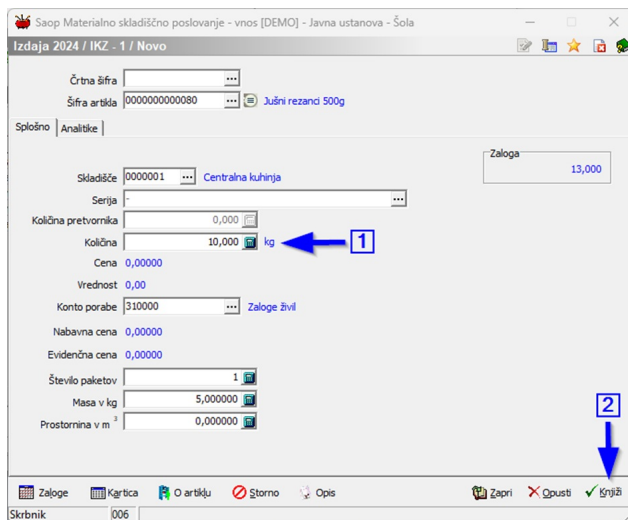 Saop Materialno skladiščno poslovanje - vnos [DEMO] - Javna ustanova - Šola
Izdaja 2024 / IKZ - 1 / Novo
Črtna šifra ...
Šifra artikla 0000000000080 ... Jušni rezanci 500g
Splošno Analitike
Zaloga
13,000
Skladišče 0000001 ... Centralna kuhinja
Serija - ...
Količina pretvornika 0,000
Količina 10,000 kg 1
Cena 0,00000
Vrednost 0,00
Konto porabe 310000 ... Zaloge živil
Nabavna cena 0,00000
Evidenčna cena 0,00000
Število paketov 1
Masa v kg 5,000000
Prostornina v m 3 0,000000
2
Zaloge Kartica O artiklu Storno Opis Zapri Opusti Knjiži
Skrbnik 006